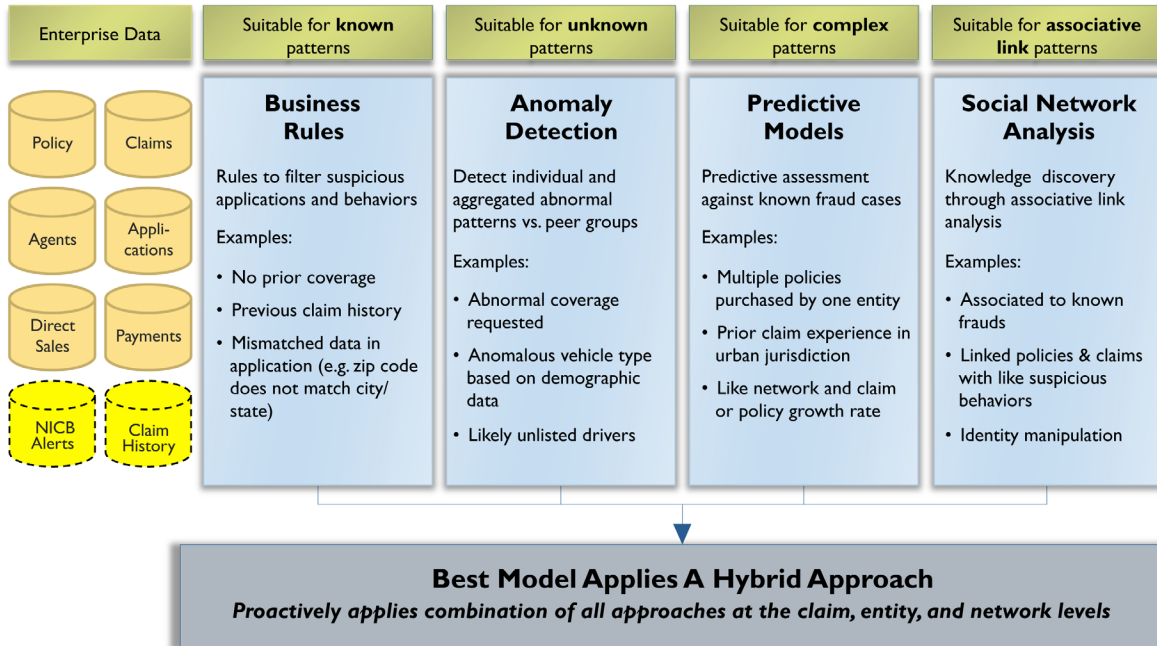 Enterprise Data
Policy
Claims
Agents
Appli-
cations
Direct
Sales
Payments
NICB
Alerts
Claim
History
Suitable for known
patterns
Business
Rules
Rules to filter suspicious
applications and behaviors
Examples:
• No prior coverage
• Previous claim history
• Mismatched data in
application (e.g. zip code
does not match city/
state)
Suitable for unknown
patterns
Anomaly
Detection
Detect individual and
aggregated abnormal
patterns vs. peer groups
Examples:
• Abnormal coverage
requested
• Anomalous vehicle type
based on demographic
data
• Likely unlisted drivers
Suitable for complex
patterns
Predictive
Models
Predictive assessment
against known fraud cases
Examples:
• Multiple policies
purchased by one entity
• Prior claim experience in
urban jurisdiction
• Like network and claim
or policy growth rate
Suitable for associative
link patterns
Social Network
Analysis
Knowledge discovery
through associative link
analysis
Examples:
• Associated to known
frauds
• Linked policies & claims
with like suspicious
behaviors
• Identity manipulation
Best Model Applies A Hybrid Approach
Proactively applies combination of all approaches at the claim, entity, and network levels